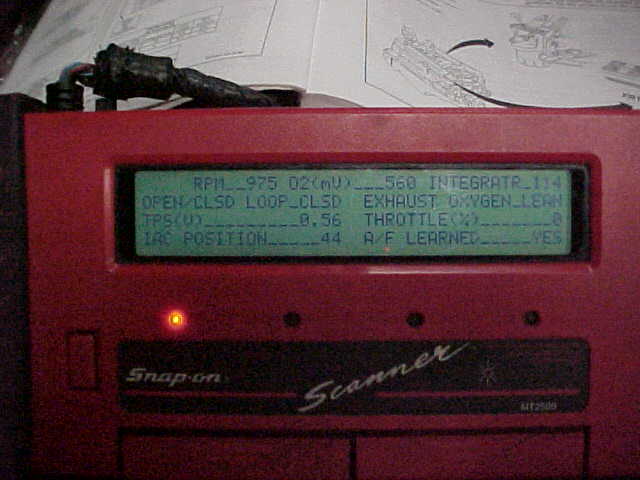 RPM__975 O2(mV)___560 INTEGRATR_114
OPEN/CLSD LOOP_CLSD EXHAUST OXYGEN_LEAN
TPS(V)_________0.56 THROTTLE(%)_______0
IAC POSITION_____44 A/F LEARNED_____YES
Snap-on
Scanner
MT2500